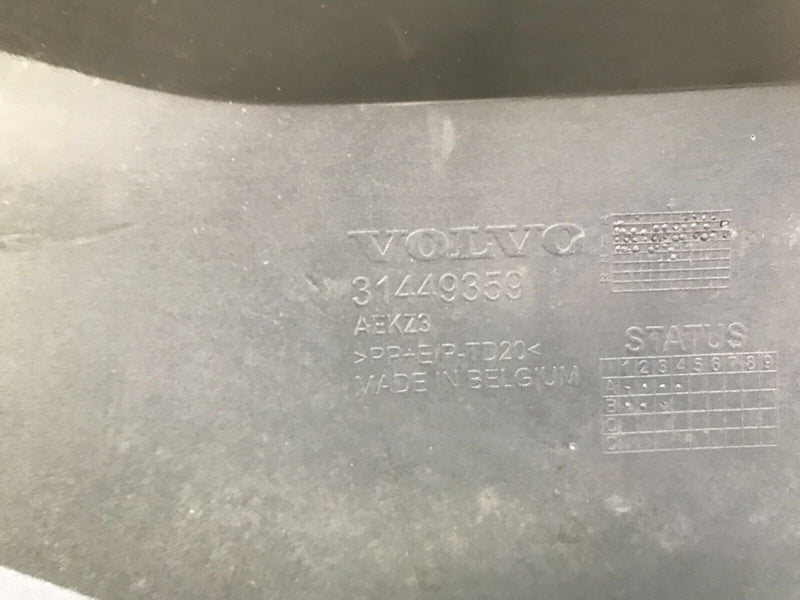 VOLVO
31449359
AEKZ3
>PP+E/P-TD20<
MADE IN BELGIUM
STATUS
1 2 3 4 5 6 7 8 9
A
B
C
D